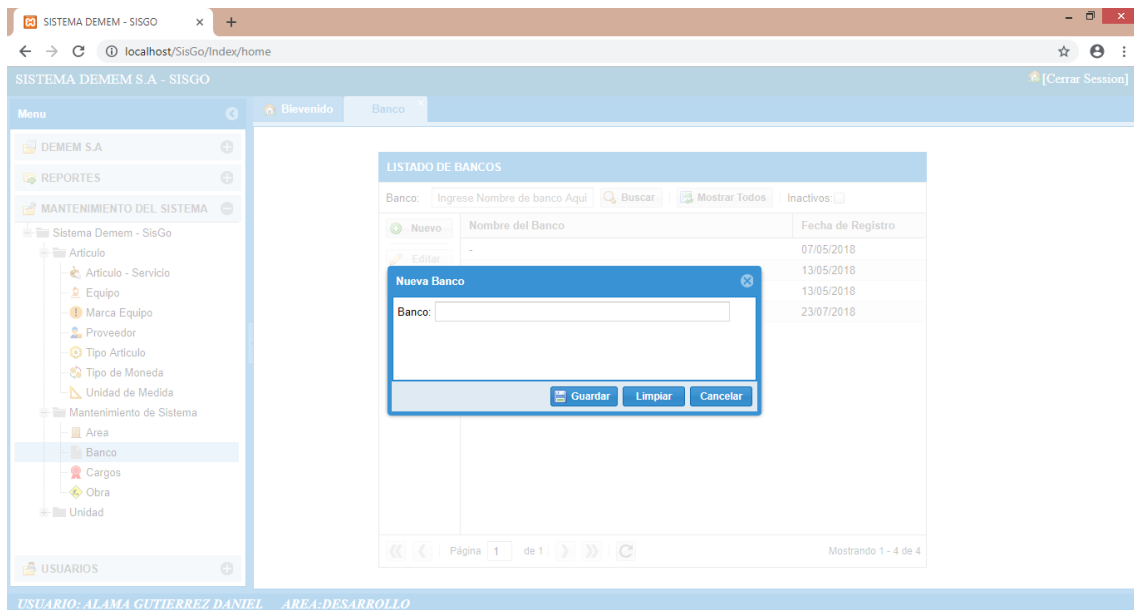 SISTEMA DEMEM - SISGO
localhost/SisGo/Index/home
SISTEMA DEMEM S.A - SISGO
[Cerrar Session]
Menu
Bievenido
Banco
DEMEM S.A
REPORTES
MANTENIMIENTO DEL SISTEMA
Sistema Demem - SisGo
Articulo
Articulo - Servicio
Equipo
Marca Equipo
Proveedor
Tipo Articulo
Tipo de Moneda
Unidad de Medida
Mantenimiento de Sistema
Area
Banco
Cargos
Obra
Unidad
USUARIOS
LISTADO DE BANCOS
Banco: Ingrese Nombre de banco Aquí Buscar Mostrar Todos Inactivos:
Nuevo
Editar
Nombre del Banco Fecha de Registro
- 07/05/2018
13/05/2018
13/05/2018
23/07/2018
Nueva Banco
Banco:
Guardar Limpiar Cancelar
Página 1 de 1 Mostrando 1 - 4 de 4
USUARIO: ALAMA GUTIERREZ DANIEL AREA:DESARROLLO